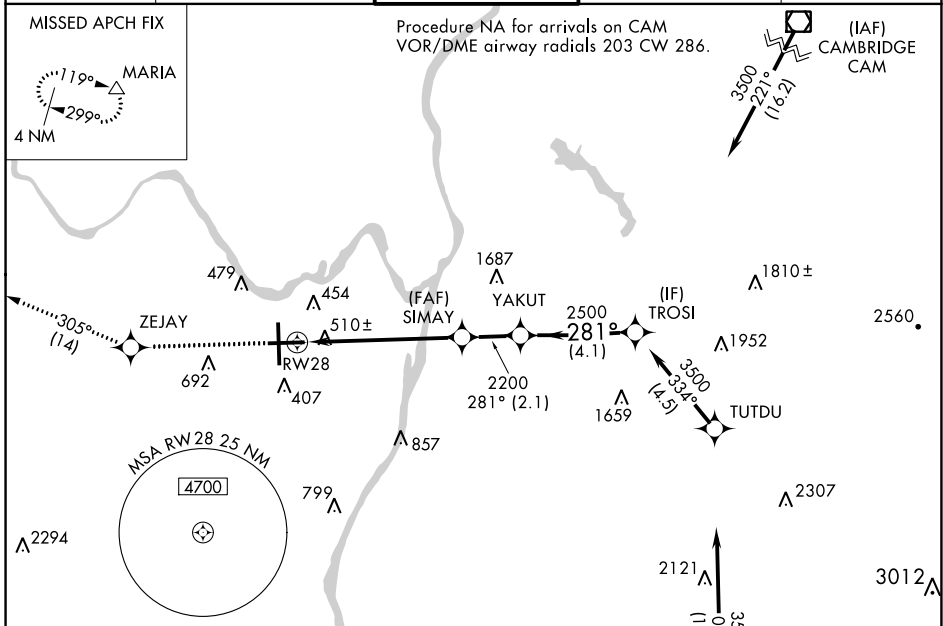 MISSED APCH FIX
119°
MARIA
299°
4 NM
Procedure NA for arrivals on CAM
VOR/DME airway radials 203 CW 286.
(IAF)
CAMBRIDGE
CAM
3500
221°
(16.2)
479
454
510±
1687
1810±
(FAF)
SIMAY
YAKUT
2500
281°
(4.1)
(IF)
TROSI
2560
305°
(14)
ZEJAY
692
RW28
407
2200
281° (2.1)
1952
1659
3500
334°
(4.5)
TUTDU
857
MSA RW 28 25 NM
4700
799
2307
2294
2121
3012